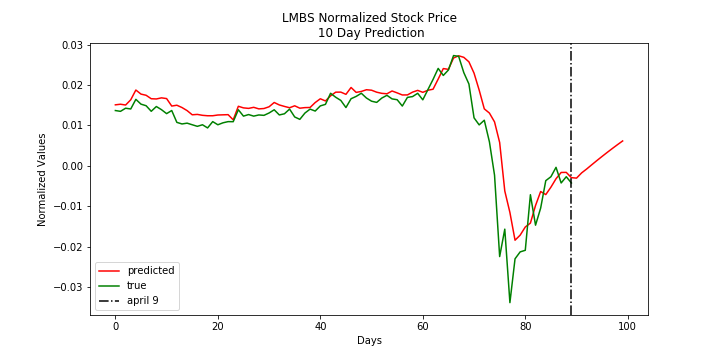 LMBS Normalized Stock Price
10 Day Prediction
Normalized Values
0.03
0.02
0.01
0.00
−0.01
−0.02
−0.03
predicted
true
april 9
0
20
40
60
80
100
Days